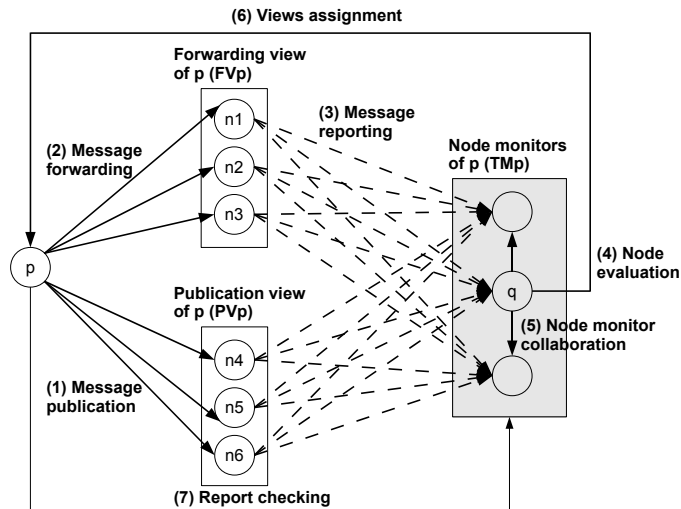 (6) Views assignment
Forwarding view
of p (FVp)
n1
(3) Message
reporting
(2) Message
forwarding
n2
Node monitors
of p (TMp)
n3
p
(4) Node
evaluation
q
Publication view
of p (PVp)
(5) Node monitor
collaboration
n4
(1) Message
publication
n5
n6
(7) Report checking